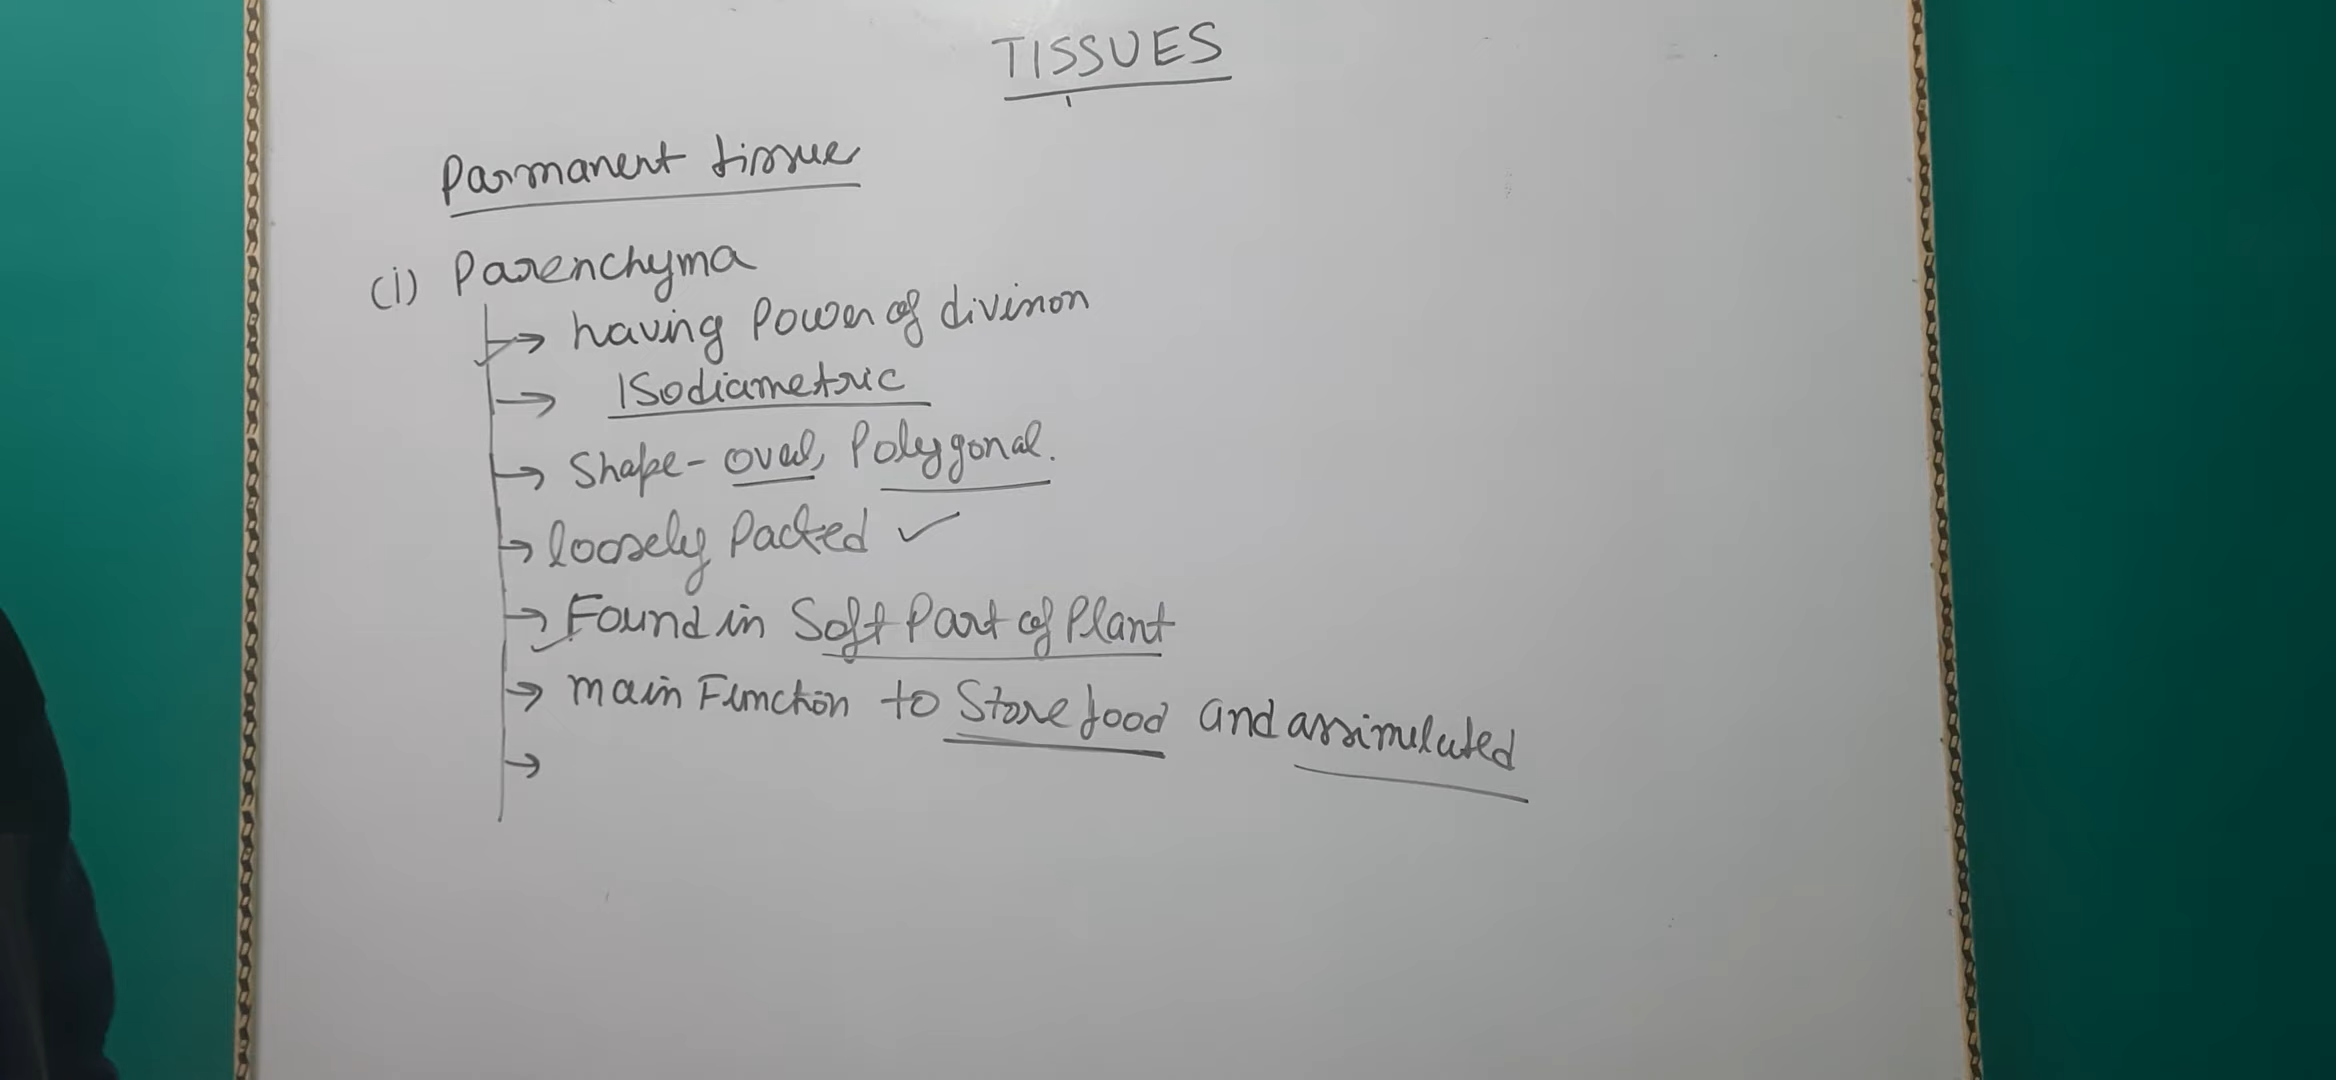 TISSUES
Parmanent tissue
(i) Parenchyma
→ having Power of division
→ ISodiametric
→ Shape - oval, Polygonal.
→ loosely Packed ✓
→ Found in Soft Part of Plant
→ main Function to Store food and assimilated
→